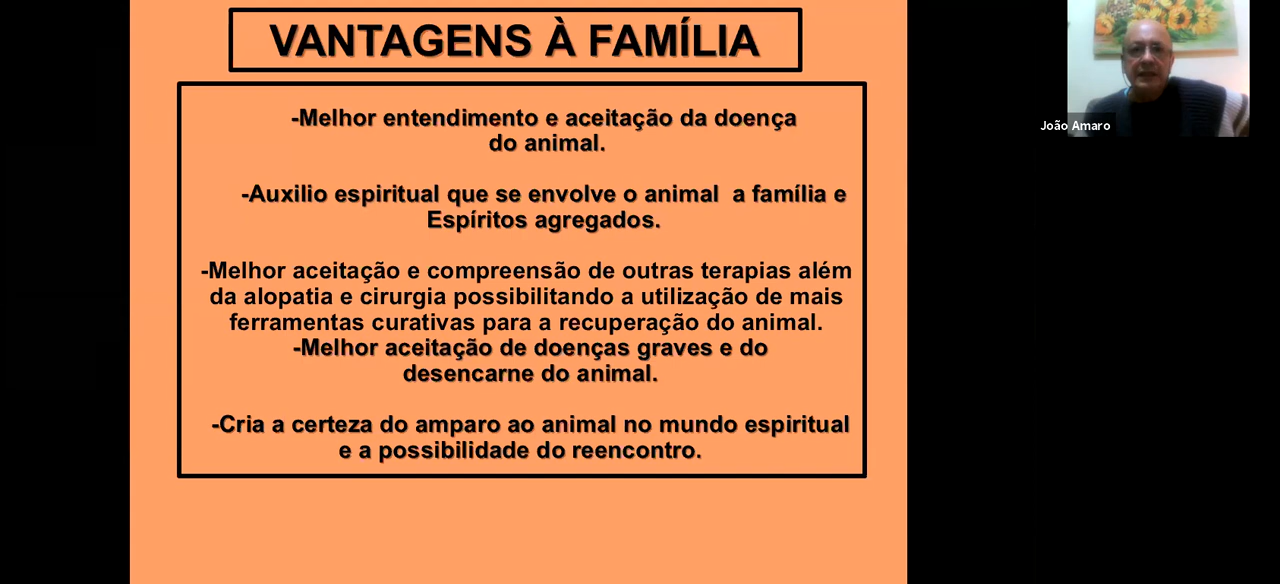 VANTAGENS À FAMÍLIA
-Melhor entendimento e aceitação da doença
do animal.
-Auxilio espiritual que se envolve o animal  a família e
Espíritos agregados.
-Melhor aceitação e compreensão de outras terapias além
da alopatia e cirurgia possibilitando a utilização de mais
ferramentas curativas para a recuperação do animal.
-Melhor aceitação de doenças graves e do
desencarne do animal.
-Cria a certeza do amparo ao animal no mundo espiritual
e a possibilidade do reencontro.
João Amaro